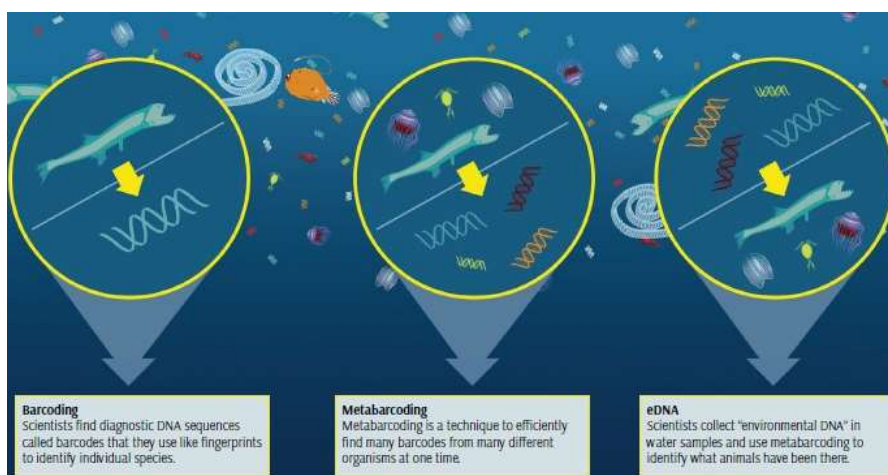 Barcoding
Scientists find diagnostic DNA sequences
called barcodes that they use like fingerprints
to identify individual species.
Metabarcoding
Metabarcoding is a technique to efficiently
find many barcodes from many different
organisms at one time.
eDNA
Scientists collect "environmental DNA" in
water samples and use metabarcoding to
identify what animals have been there.